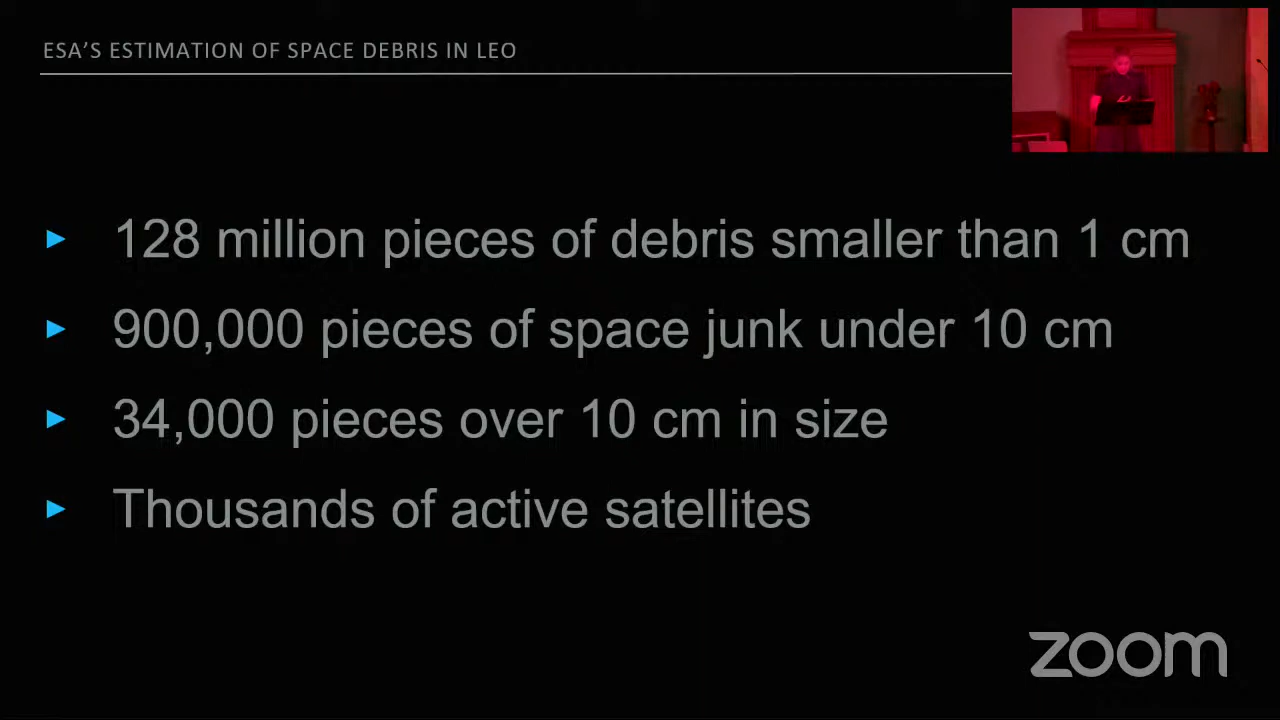 ESA’S ESTIMATION OF SPACE DEBRIS IN LEO
128 million pieces of debris smaller than 1 cm
900,000 pieces of space junk under 10 cm
34,000 pieces over 10 cm in size
Thousands of active satellites
zoom